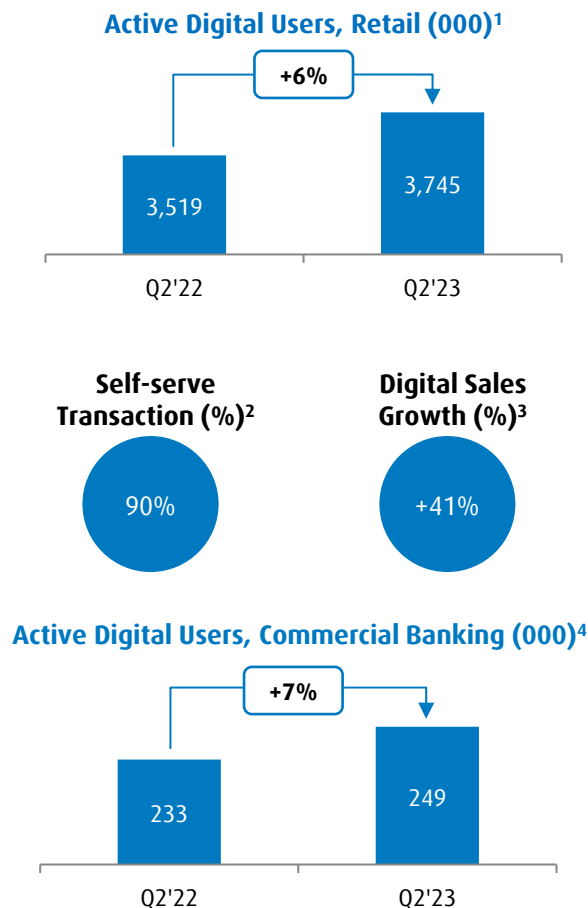 Active Digital Users, Retail (000)¹
+6%
3,519
3,745
Q2'22
Q2'23
Self-serve
Transaction (%)²
90%
Digital Sales
Growth (%)³
+41%
Active Digital Users, Commercial Banking (000)⁴
+7%
233
249
Q2'22
Q2'23